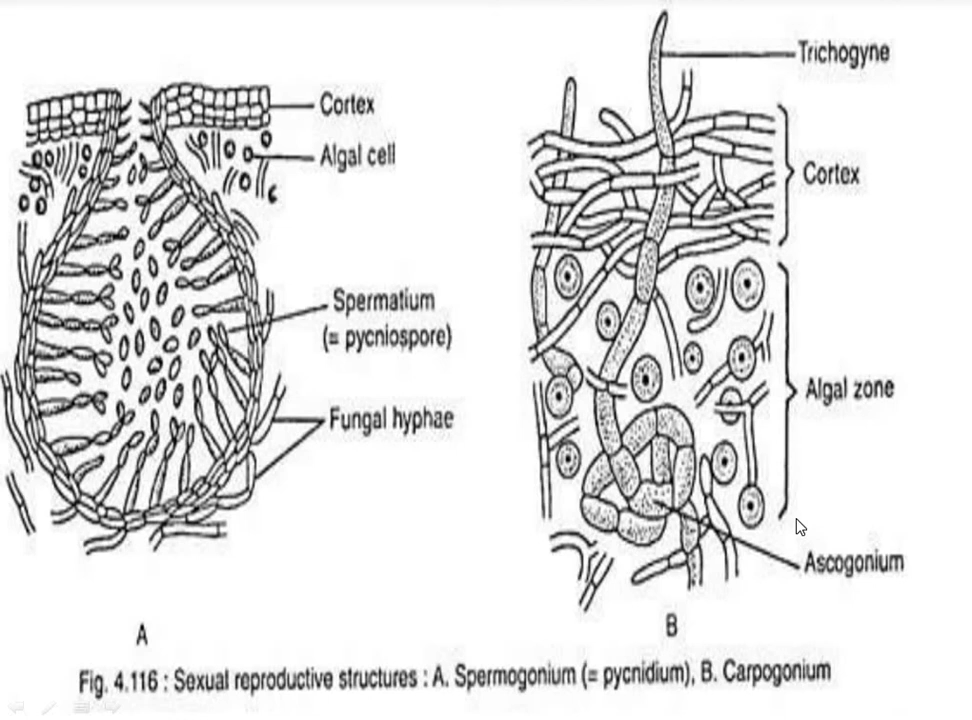 Trichogyne
Cortex
Algal cell
Cortex
Spermatium
(= pycniospore)
Algal zone
Fungal hyphae
Ascogonium
A
B
Fig. 4.116 : Sexual reproductive structures : A. Spermogonium (= pycnidium), B. Carpogonium